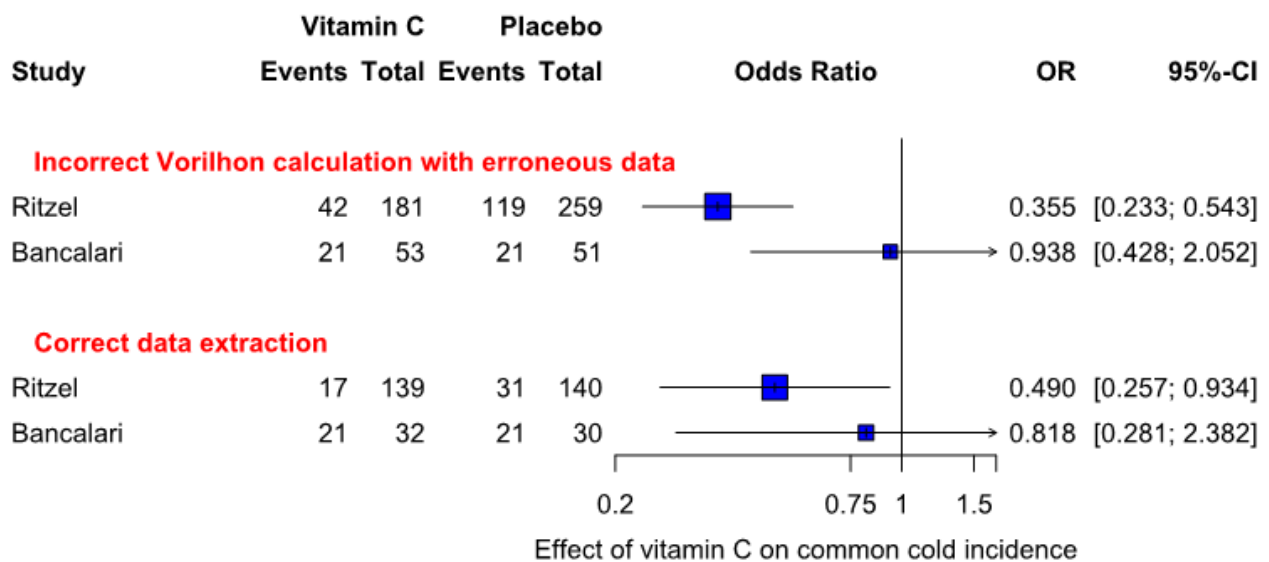 Vitamin C Placebo
Study Events Total Events Total Odds Ratio OR 95%-CI
Incorrect Vorilhon calculation with erroneous data
Ritzel 42 181 119 259 0.355 [0.233; 0.543]
Bancalari 21 53 21 51 0.938 [0.428; 2.052]
Correct data extraction
Ritzel 17 139 31 140 0.490 [0.257; 0.934]
Bancalari 21 32 21 30 0.818 [0.281; 2.382]
0.2 0.75 1 1.5
Effect of vitamin C on common cold incidence